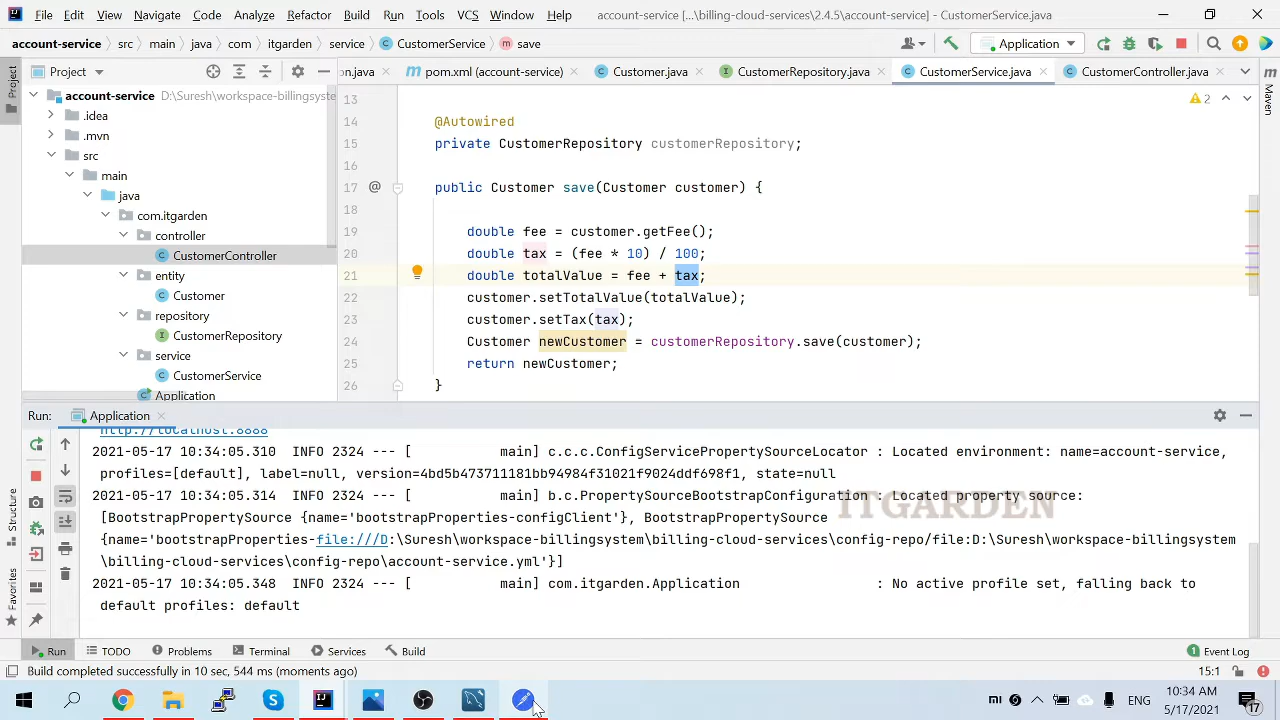 File Edit View Navigate Code Analyze Refactor Build Run Tools VCS Window Help account-service [...\billing-cloud-services\2.4.5\account-service] - CustomerService.java
account-service src main java com itgarden service CustomerService save Application
Project
on.java pom.xml (account-service) Customer.java CustomerRepository.java CustomerService.java CustomerController.java
Project
Maven
account-service D:\Suresh\workspace-billingsyste
.idea
.mvn
src
main
java
com.itgarden
controller
CustomerController
entity
Customer
repository
CustomerRepository
service
CustomerService
Application
2
13
14 @Autowired
15 private CustomerRepository customerRepository;
16
17 @ public Customer save(Customer customer) {
18
19 double fee = customer.getFee();
20 double tax = (fee * 10) / 100;
21 double totalValue = fee + tax;
22 customer.setTotalValue(totalValue);
23 customer.setTax(tax);
24 Customer newCustomer = customerRepository.save(customer);
25 return newCustomer;
26 }
Run: Application
http://localhost:8888
2021-05-17 10:34:05.310 INFO 2324 --- [ main] c.c.c.ConfigServicePropertySourceLocator : Located environment: name=account-service,
profiles=[default], label=null, version=4bd5b473711181bb94984f31021f9024ddf698f1, state=null
2021-05-17 10:34:05.314 INFO 2324 --- [ main] b.c.PropertySourceBootstrapConfiguration : Located property source:
[BootstrapPropertySource {name='bootstrapProperties-configClient'}, BootstrapPropertySource
{name='bootstrapProperties-file:///D:\Suresh\workspace-billingsystem\billing-cloud-services\config-repo/file:D:\Suresh\workspace-billingsystem
\billing-cloud-services\config-repo\account-service.yml'}]
2021-05-17 10:34:05.348 INFO 2324 --- [ main] com.itgarden.Application : No active profile set, falling back to
default profiles: default
ITGARDEN
Structure
Favorites
Run TODO Problems Terminal Services Build 1 Event Log
Build completed successfully in 10 sec, 544 ms (moments ago) 15:1
ENG 10:34 AM
5/17/2021 17